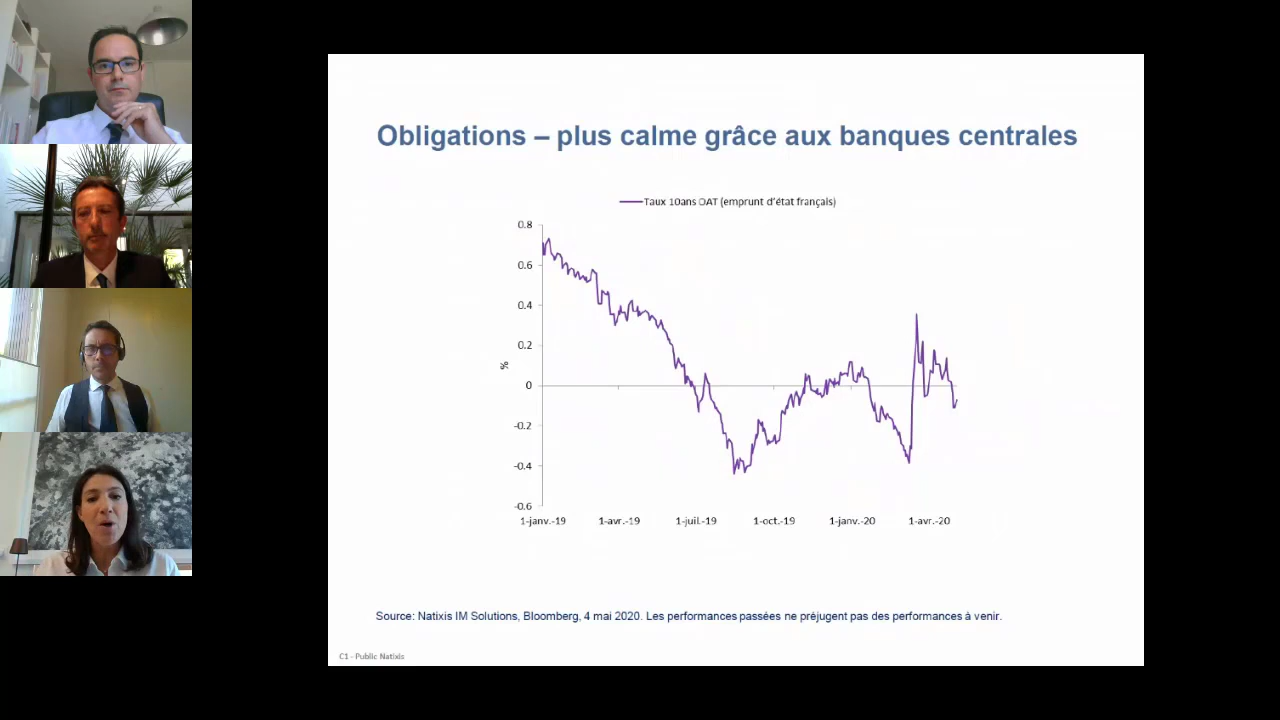 Obligations – plus calme grâce aux banques centrales
Taux 10ans OAT (emprunt d'état français)
0.8
0.6
0.4
0.2
0
-0.2
-0.4
-0.6
%
1-janv.-19 1-avr.-19 1-juil.-19 1-oct.-19 1-janv.-20 1-avr.-20
Source: Natixis IM Solutions, Bloomberg, 4 mai 2020. Les performances passées ne préjugent pas des performances à venir.
C1 - Public Natixis